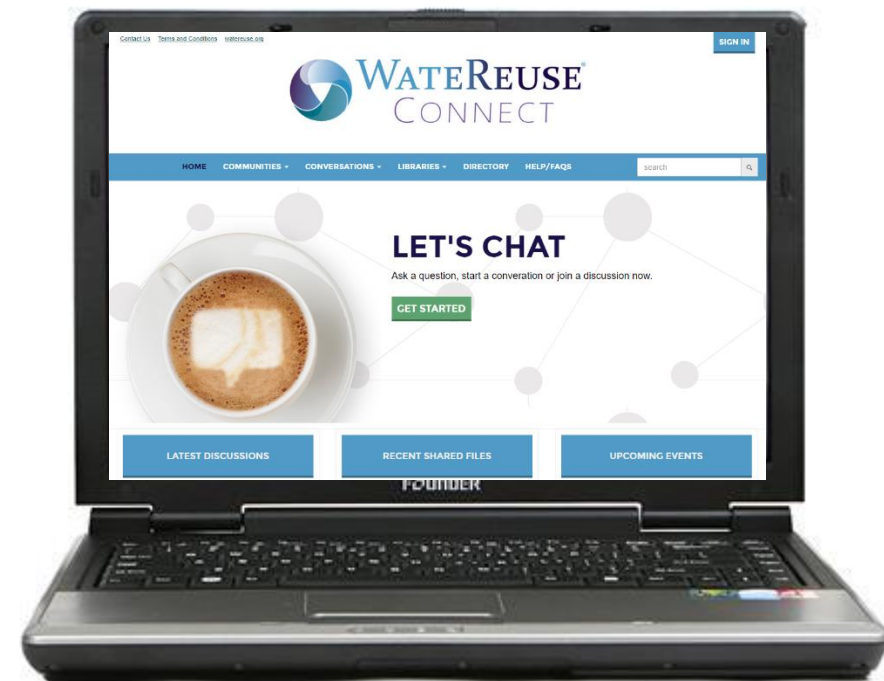 Contact Us Terms and Conditions watereuse.org
SIGN IN
WATEREUSE®
CONNECT
HOME COMMUNITIES CONVERSATIONS LIBRARIES DIRECTORY HELP/FAQS search
LET'S CHAT
Ask a question, start a converation or join a discussion now.
GET STARTED
LATEST DISCUSSIONS RECENT SHARED FILES UPCOMING EVENTS
FOUNDER